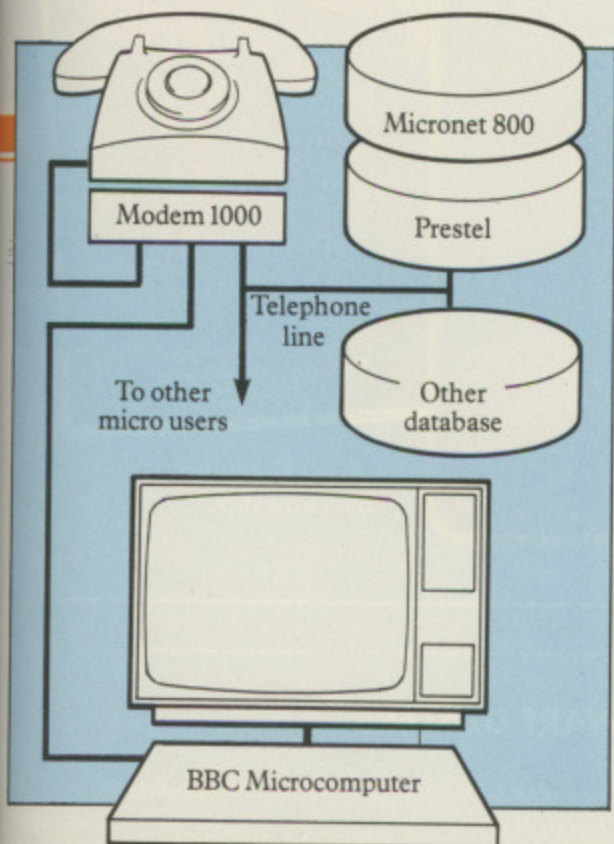 Micronet 800
Modem 1000
Prestel
Telephone
line
To other
micro users
Other
database
BBC Microcomputer